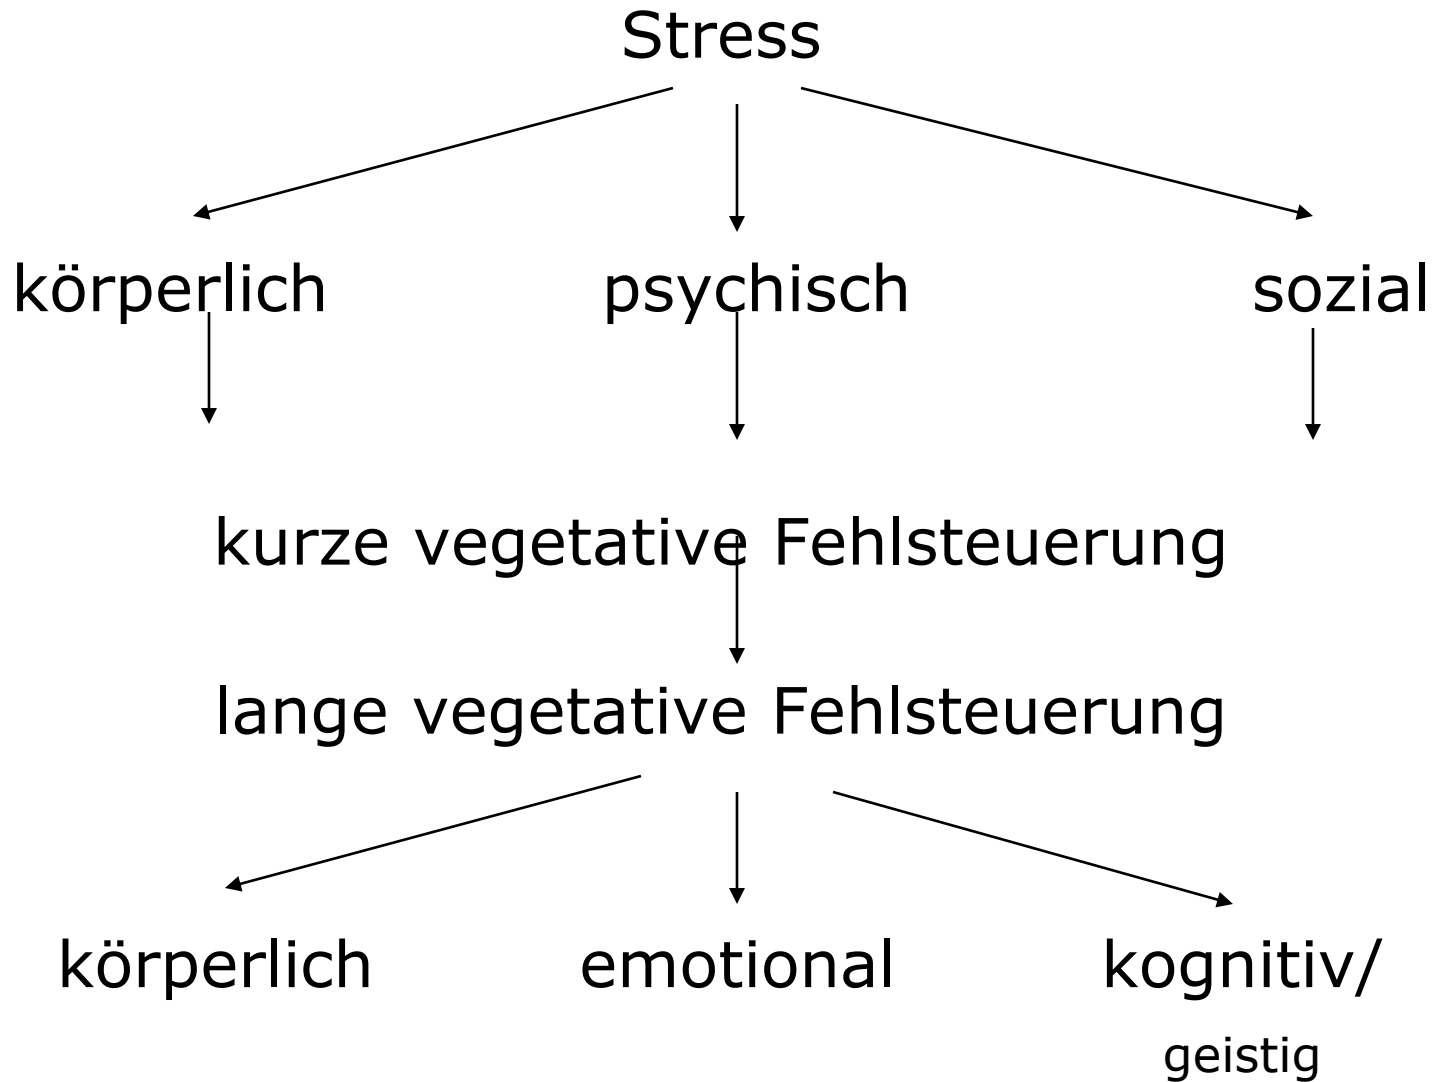 Stress
körperlich psychisch sozial
kurze vegetative Fehlsteuerung
lange vegetative Fehlsteuerung
körperlich emotional kognitiv/
geistig